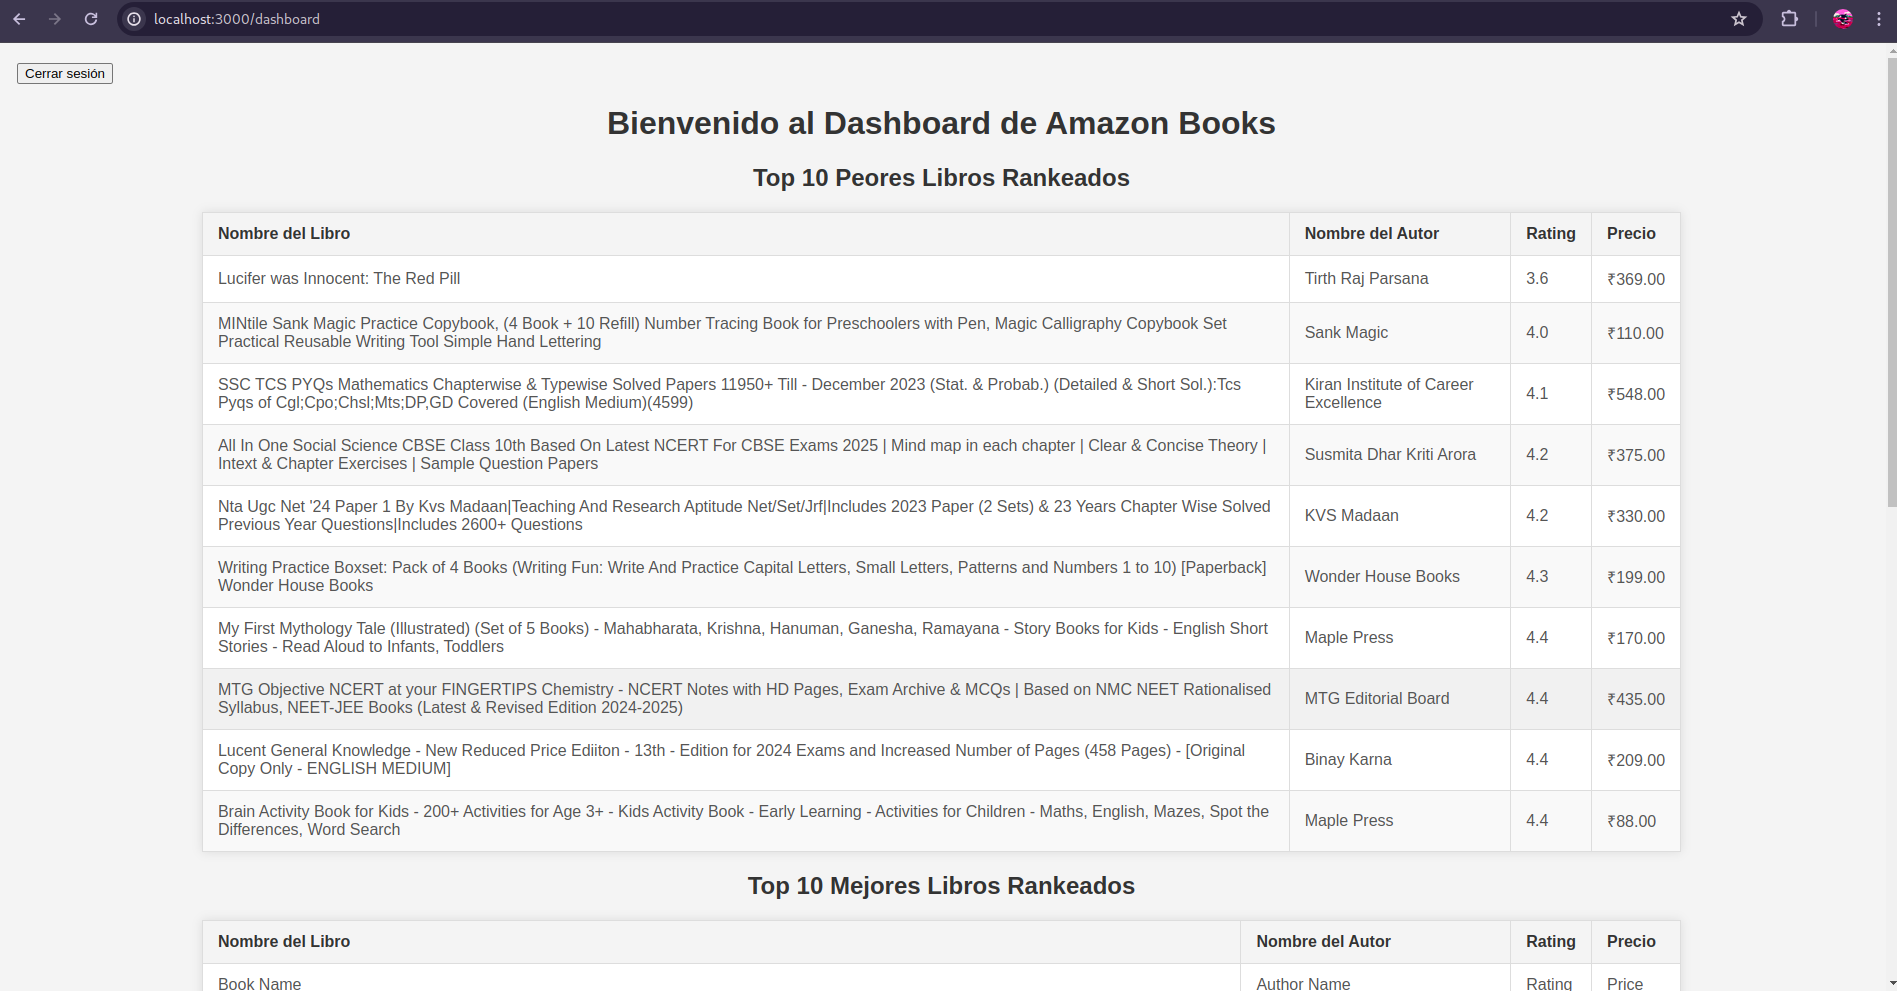 localhost:3000/dashboard
Cerrar sesión
Bienvenido al Dashboard de Amazon Books
Top 10 Peores Libros Rankeados
Nombre del Libro Nombre del Autor Rating Precio
Lucifer was Innocent: The Red Pill Tirth Raj Parsana 3.6 ₹369.00
MINtile Sank Magic Practice Copybook, (4 Book + 10 Refill) Number Tracing Book for Preschoolers with Pen, Magic Calligraphy Copybook Set
Practical Reusable Writing Tool Simple Hand Lettering
Sank Magic 4.0 ₹110.00
SSC TCS PYQs Mathematics Chapterwise & Typewise Solved Papers 11950+ Till - December 2023 (Stat. & Probab.) (Detailed & Short Sol.):Tcs
Pyqs of Cgl;Cpo;Chsl;Mts;DP,GD Covered (English Medium)(4599)
Kiran Institute of Career
Excellence
4.1 ₹548.00
All In One Social Science CBSE Class 10th Based On Latest NCERT For CBSE Exams 2025 | Mind map in each chapter | Clear & Concise Theory |
Intext & Chapter Exercises | Sample Question Papers
Susmita Dhar Kriti Arora 4.2 ₹375.00
Nta Ugc Net '24 Paper 1 By Kvs Madaan|Teaching And Research Aptitude Net/Set/Jrf|Includes 2023 Paper (2 Sets) & 23 Years Chapter Wise Solved
Previous Year Questions|Includes 2600+ Questions
KVS Madaan 4.2 ₹330.00
Writing Practice Boxset: Pack of 4 Books (Writing Fun: Write And Practice Capital Letters, Small Letters, Patterns and Numbers 1 to 10) [Paperback]
Wonder House Books
Wonder House Books 4.3 ₹199.00
My First Mythology Tale (Illustrated) (Set of 5 Books) - Mahabharata, Krishna, Hanuman, Ganesha, Ramayana - Story Books for Kids - English Short
Stories - Read Aloud to Infants, Toddlers
Maple Press 4.4 ₹170.00
MTG Objective NCERT at your FINGERTIPS Chemistry - NCERT Notes with HD Pages, Exam Archive & MCQs | Based on NMC NEET Rationalised
Syllabus, NEET-JEE Books (Latest & Revised Edition 2024-2025)
MTG Editorial Board 4.4 ₹435.00
Lucent General Knowledge - New Reduced Price Ediiton - 13th - Edition for 2024 Exams and Increased Number of Pages (458 Pages) - [Original
Copy Only - ENGLISH MEDIUM]
Binay Karna 4.4 ₹209.00
Brain Activity Book for Kids - 200+ Activities for Age 3+ - Kids Activity Book - Early Learning - Activities for Children - Maths, English, Mazes, Spot the
Differences, Word Search
Maple Press 4.4 ₹88.00
Top 10 Mejores Libros Rankeados
Nombre del Libro Nombre del Autor Rating Precio
Book Name Author Name Rating Price